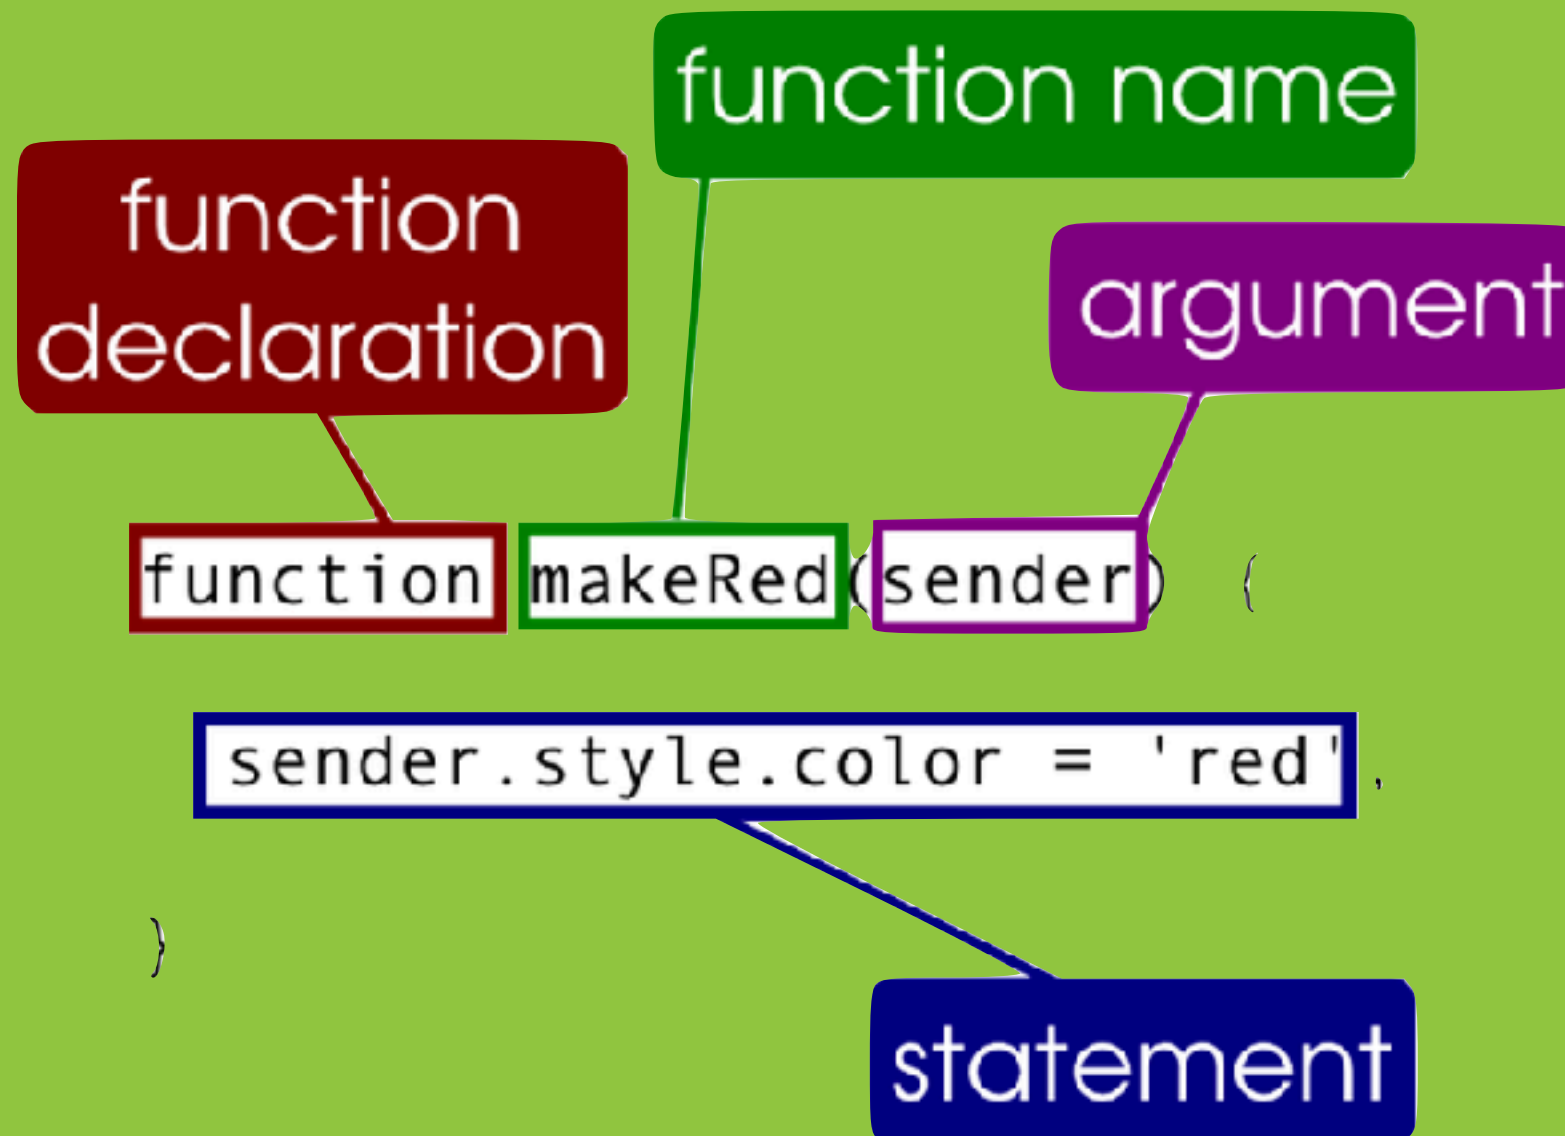 function name
function
declaration
argument
function makeRed(sender) {
sender.style.color = 'red' ,
}
statement